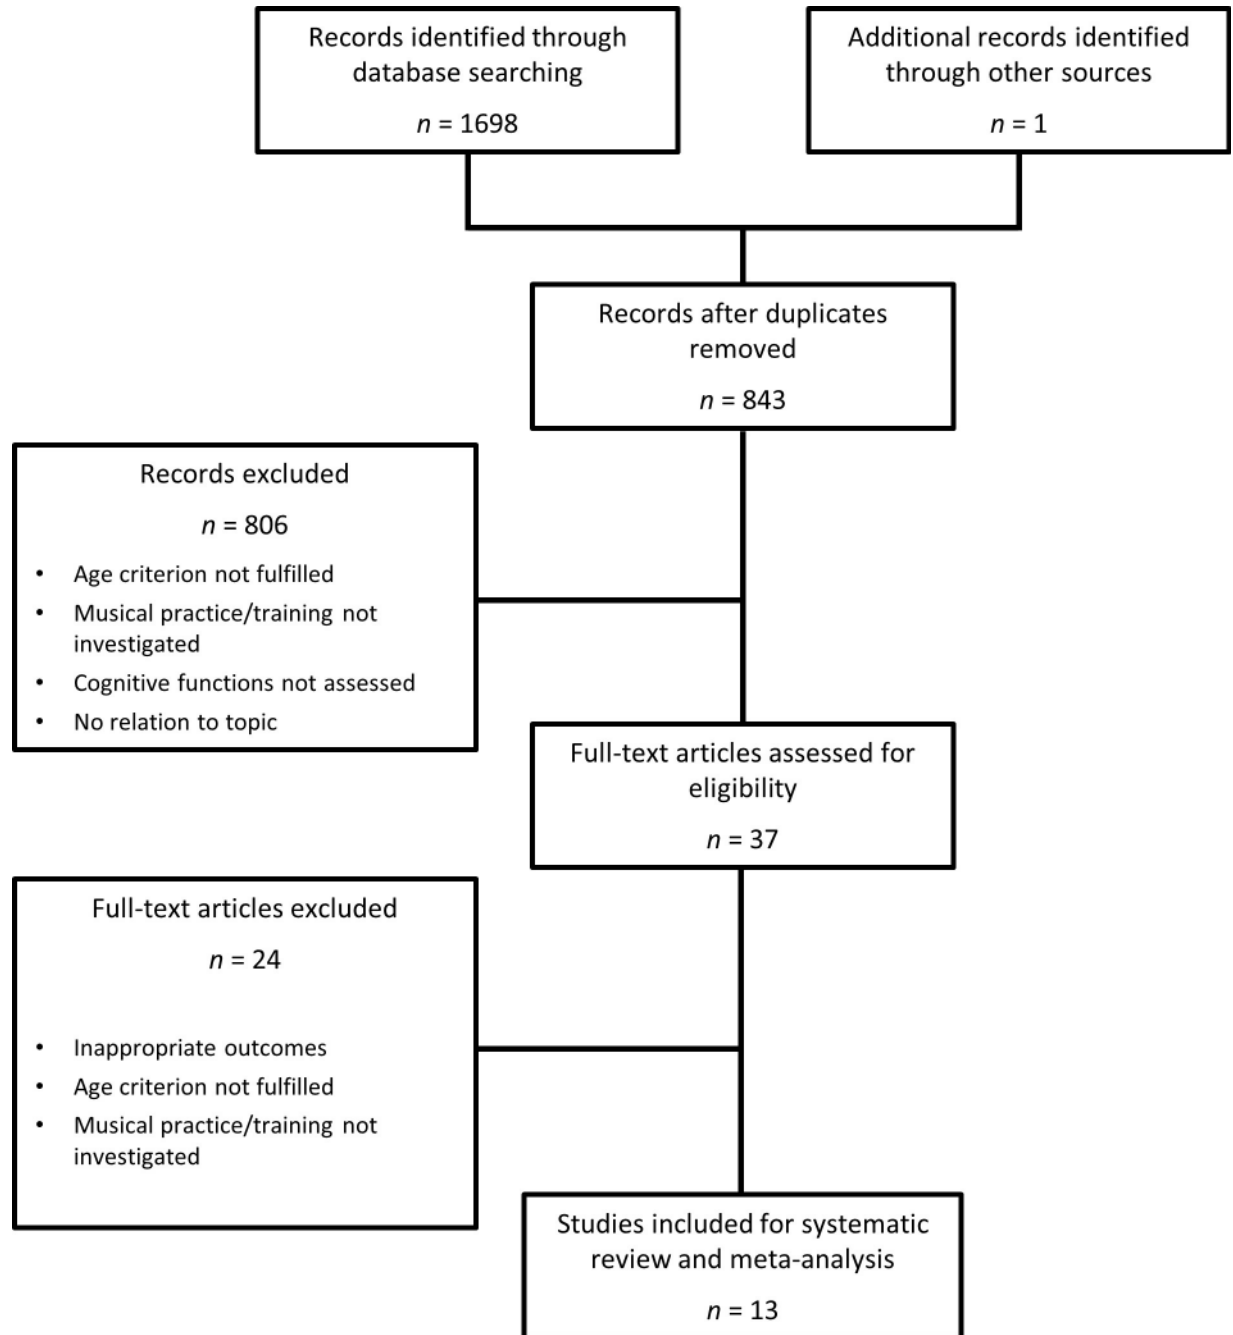 Records identified through
database searching
n = 1698
Additional records identified
through other sources
n = 1
Records after duplicates
removed
n = 843
Records excluded
n = 806
• Age criterion not fulfilled
• Musical practice/training not
investigated
• Cognitive functions not assessed
• No relation to topic
Full-text articles assessed for
eligibility
n = 37
Full-text articles excluded
n = 24
• Inappropriate outcomes
• Age criterion not fulfilled
• Musical practice/training not
investigated
Studies included for systematic
review and meta-analysis
n = 13